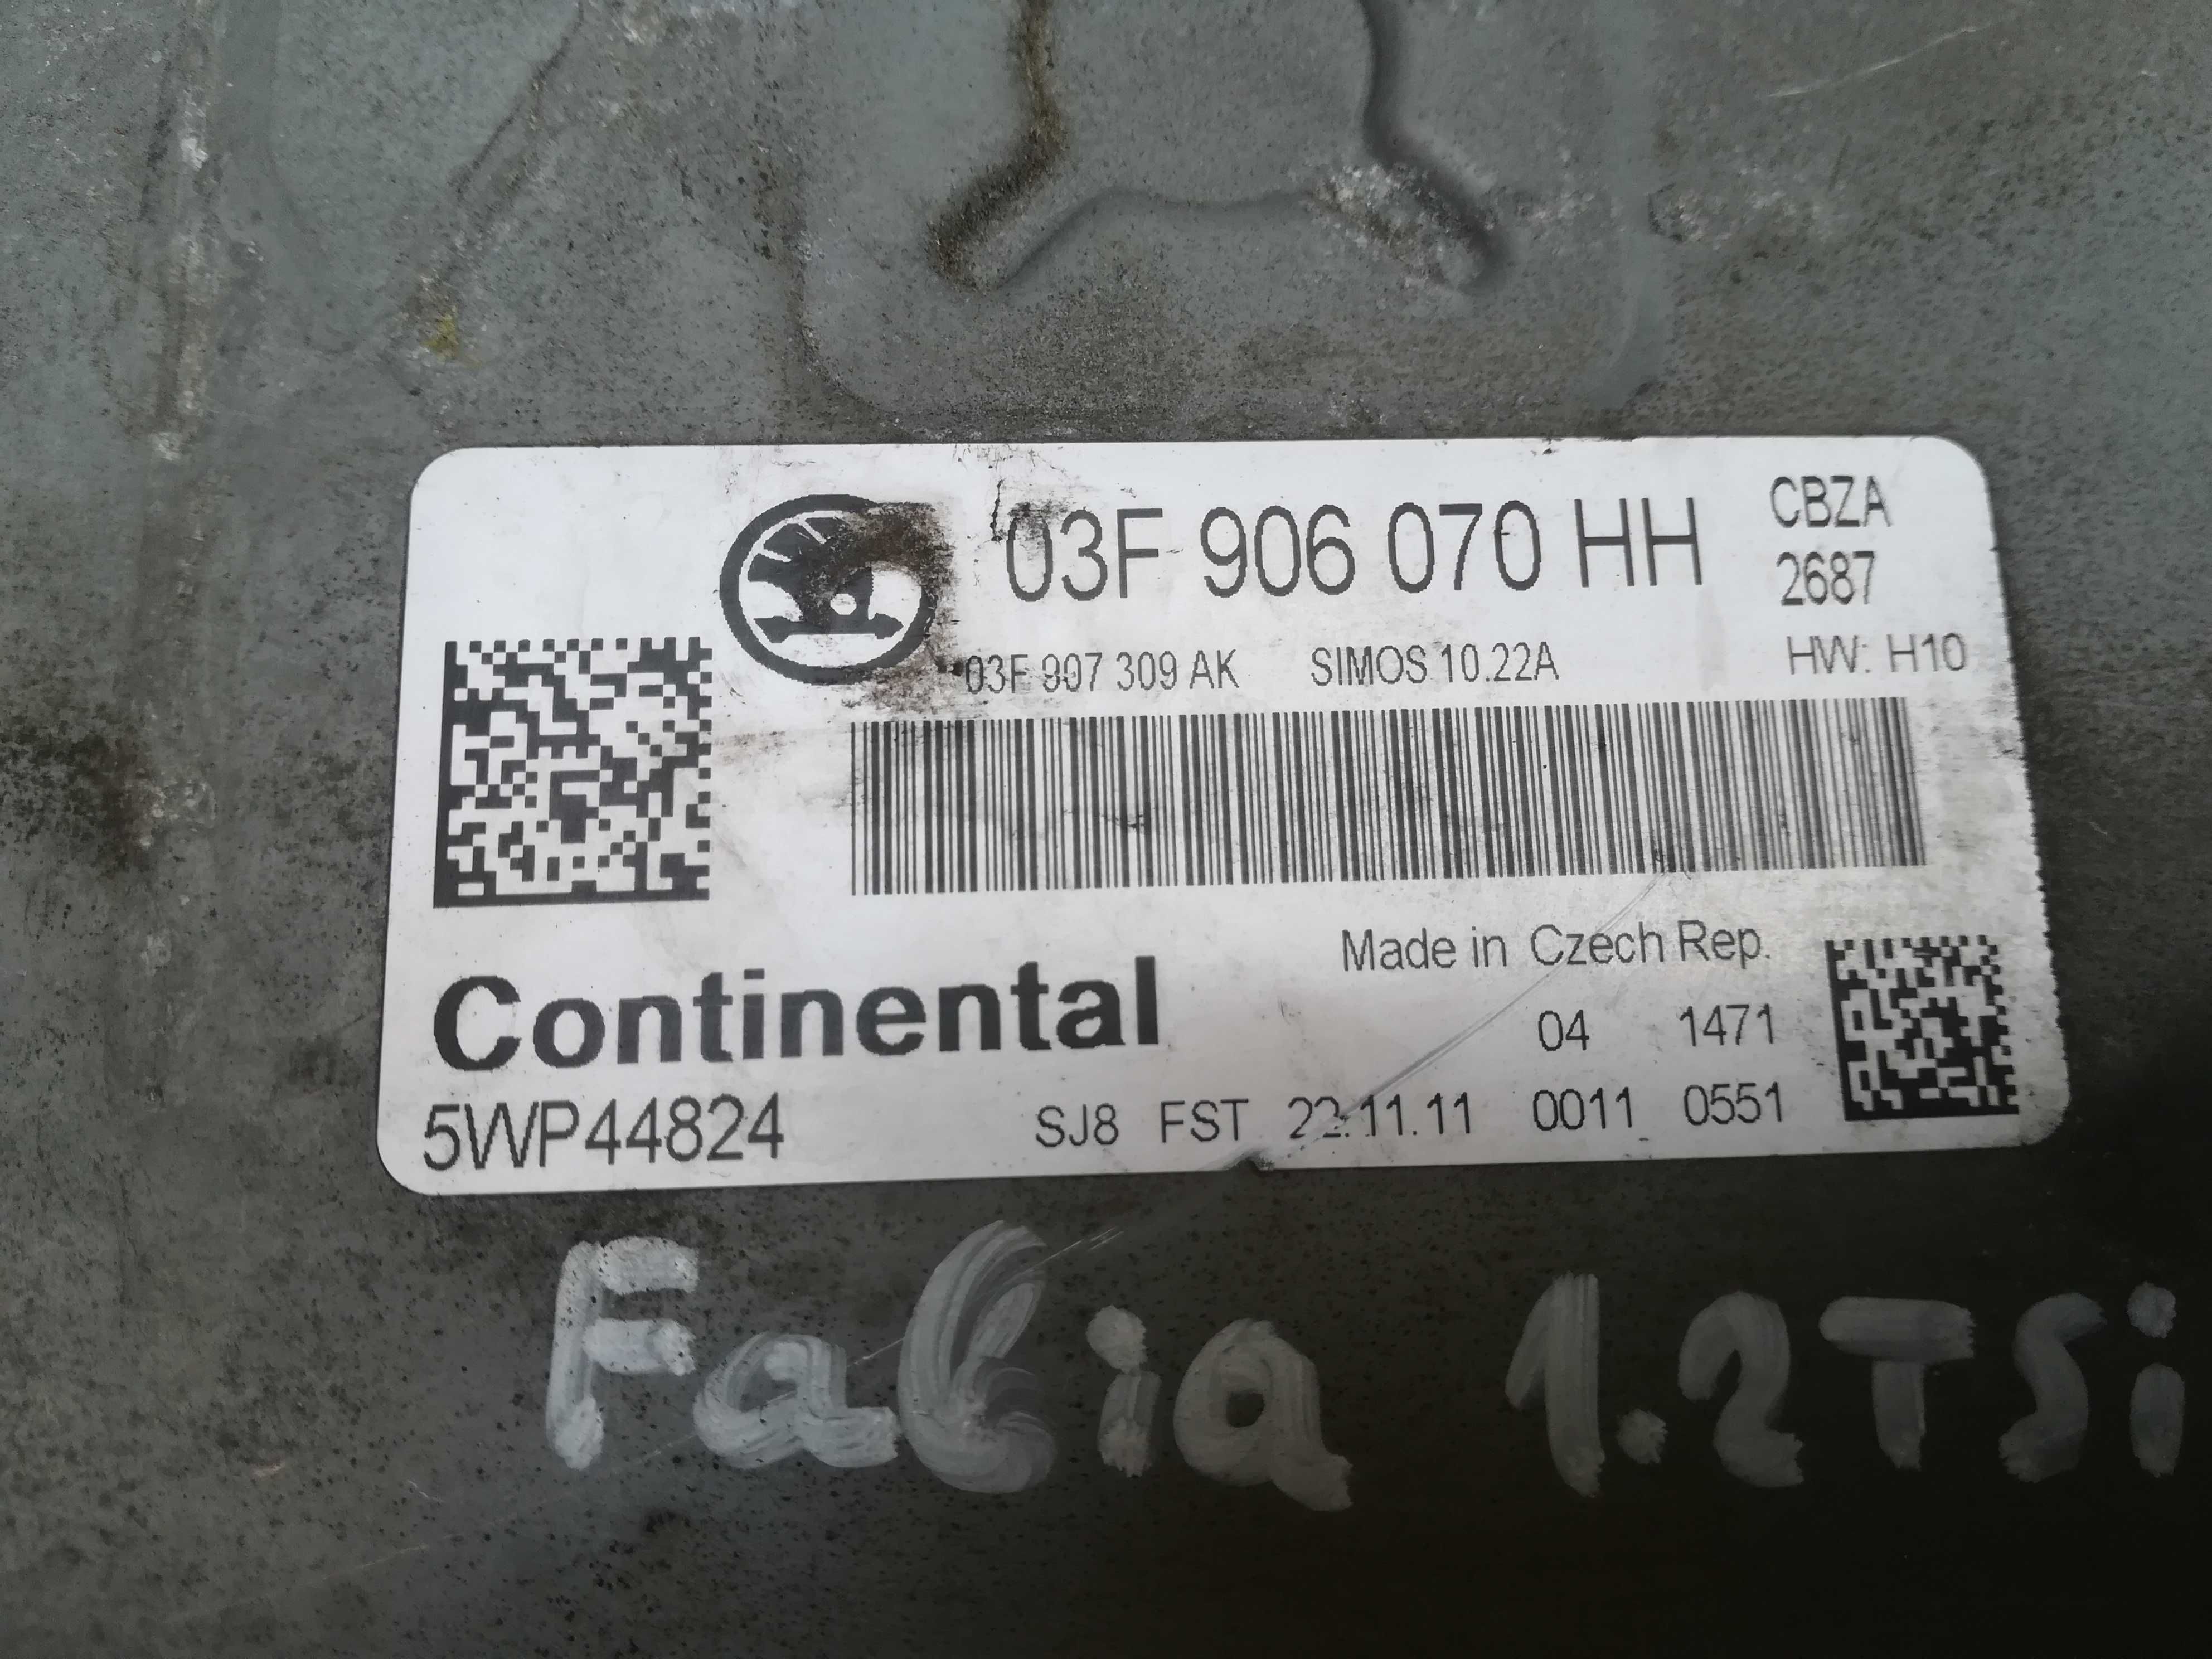 03F 906 070 HH CBZA
2687
03F 907 309 AK SIMOS 10.22A HW: H10
Made in Czech Rep.
Continental 04 1471
5WP44824 SJ8 FST 22.11.11 0011 0551
Fabia 1.2TSi